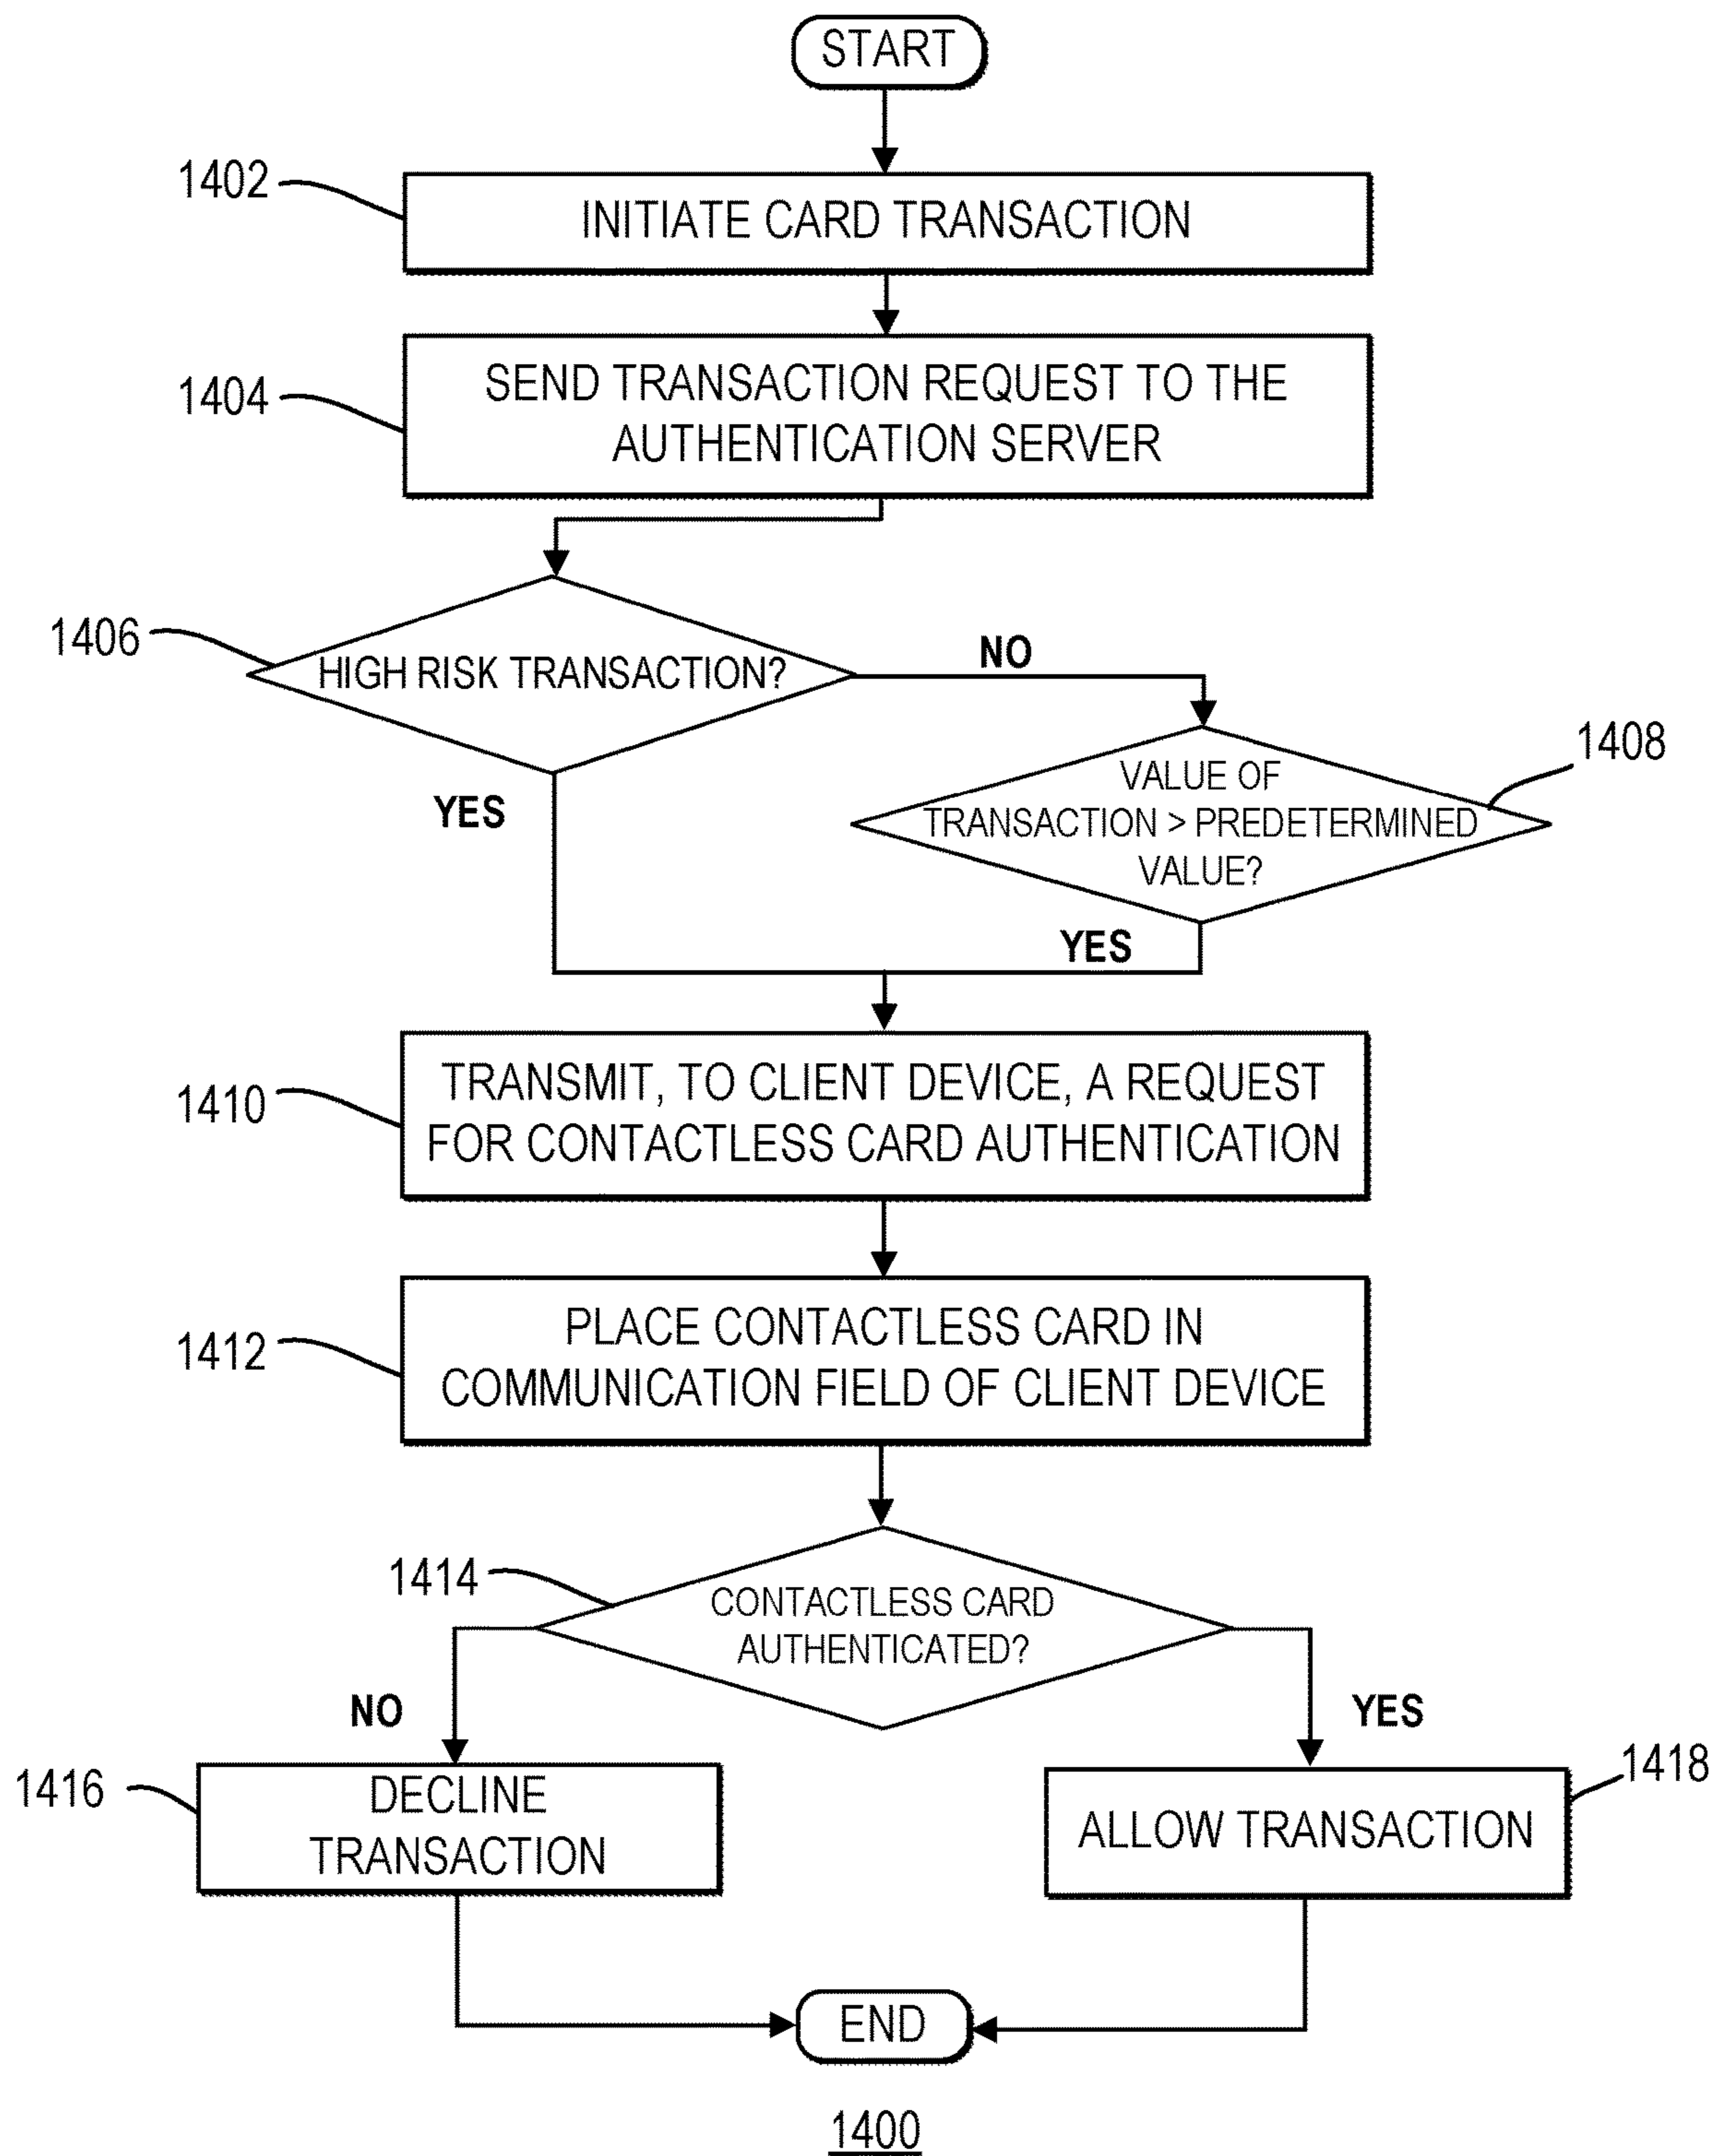 START
1402
INITIATE CARD TRANSACTION
1404
SEND TRANSACTION REQUEST TO THE
AUTHENTICATION SERVER
1406
HIGH RISK TRANSACTION?
NO
1408
VALUE OF
TRANSACTION > PREDETERMINED
VALUE?
YES
YES
1410
TRANSMIT, TO CLIENT DEVICE, A REQUEST
FOR CONTACTLESS CARD AUTHENTICATION
1412
PLACE CONTACTLESS CARD IN
COMMUNICATION FIELD OF CLIENT DEVICE
1414
CONTACTLESS CARD
AUTHENTICATED?
NO
YES
1416
DECLINE
TRANSACTION
1418
ALLOW TRANSACTION
END
1400